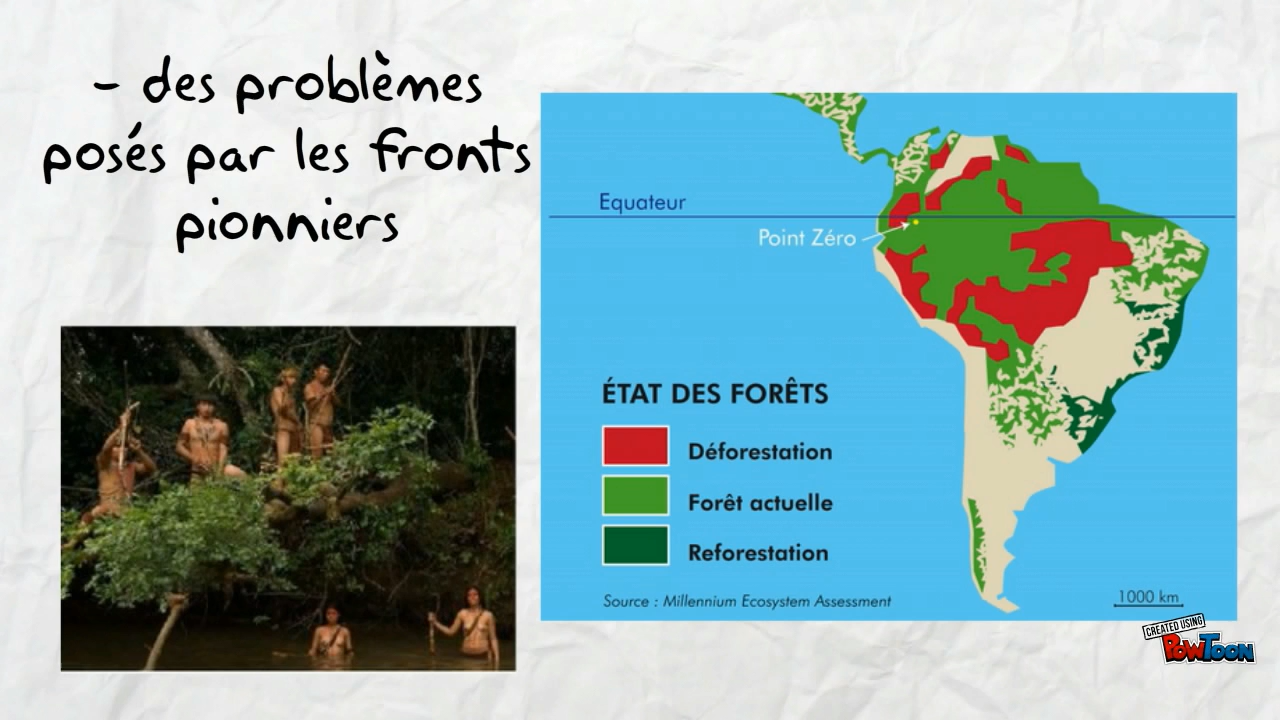 - des problèmes
posés par les fronts
pionniers
Equateur
Point Zéro
ÉTAT DES FORÊTS
Déforestation
Forêt actuelle
Reforestation
Source : Millennium Ecosystem Assessment
1000 km
CREATED USING
POWTOON